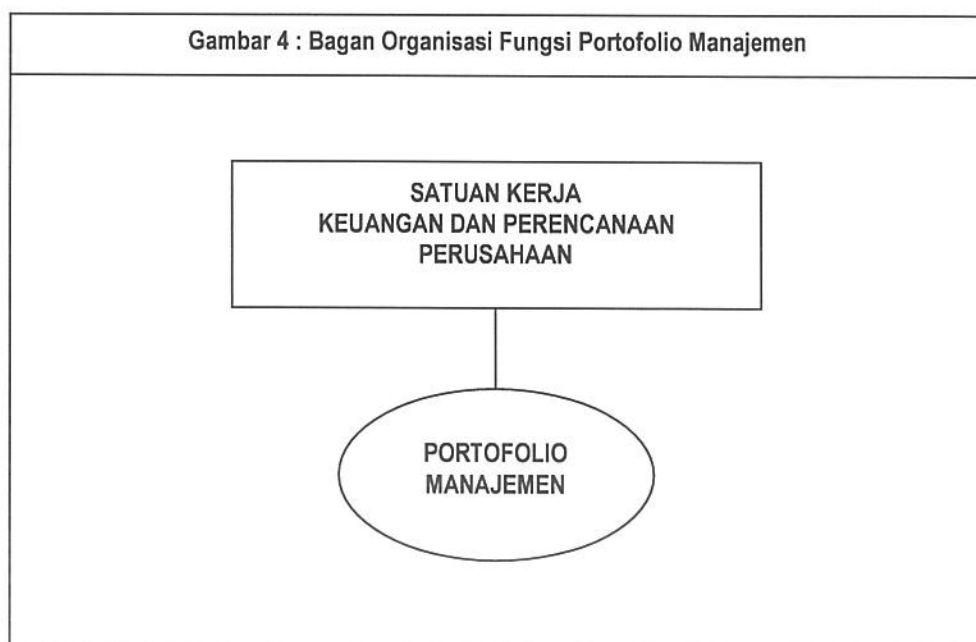 Gambar 4 : Bagan Organisasi Fungsi Portofolio Manajemen
SATUAN KERJA
KEUANGAN DAN PERENCANAAN
PERUSAHAAN
PORTOFOLIO
MANAJEMEN